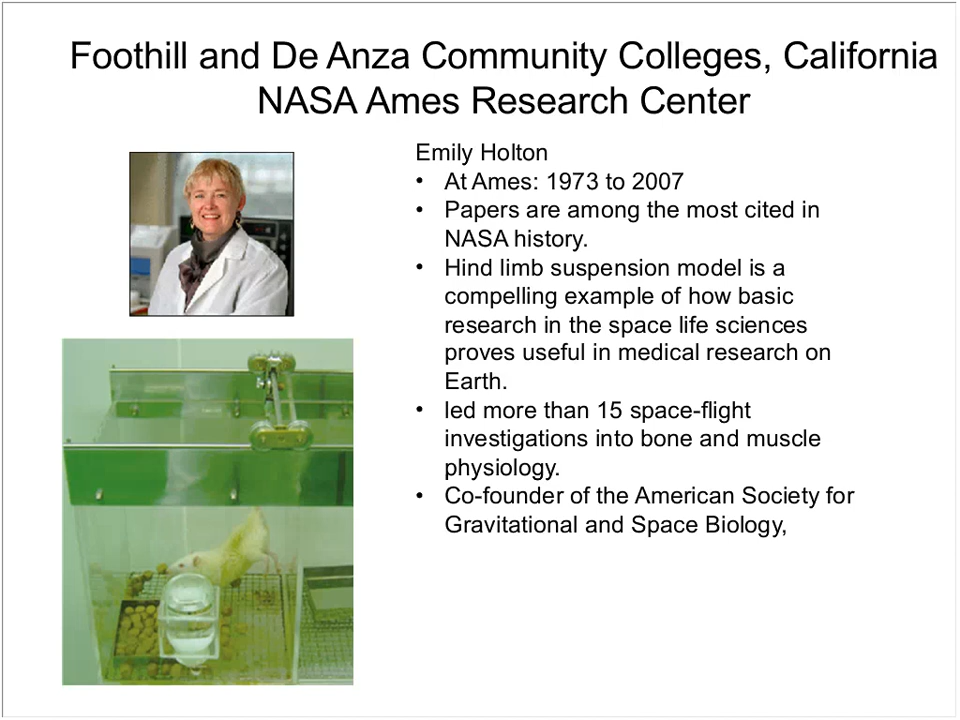 Foothill and De Anza Community Colleges, California
NASA Ames Research Center
Emily Holton
• At Ames: 1973 to 2007
• Papers are among the most cited in
NASA history.
• Hind limb suspension model is a
compelling example of how basic
research in the space life sciences
proves useful in medical research on
Earth.
• led more than 15 space-flight
investigations into bone and muscle
physiology.
• Co-founder of the American Society for
Gravitational and Space Biology,